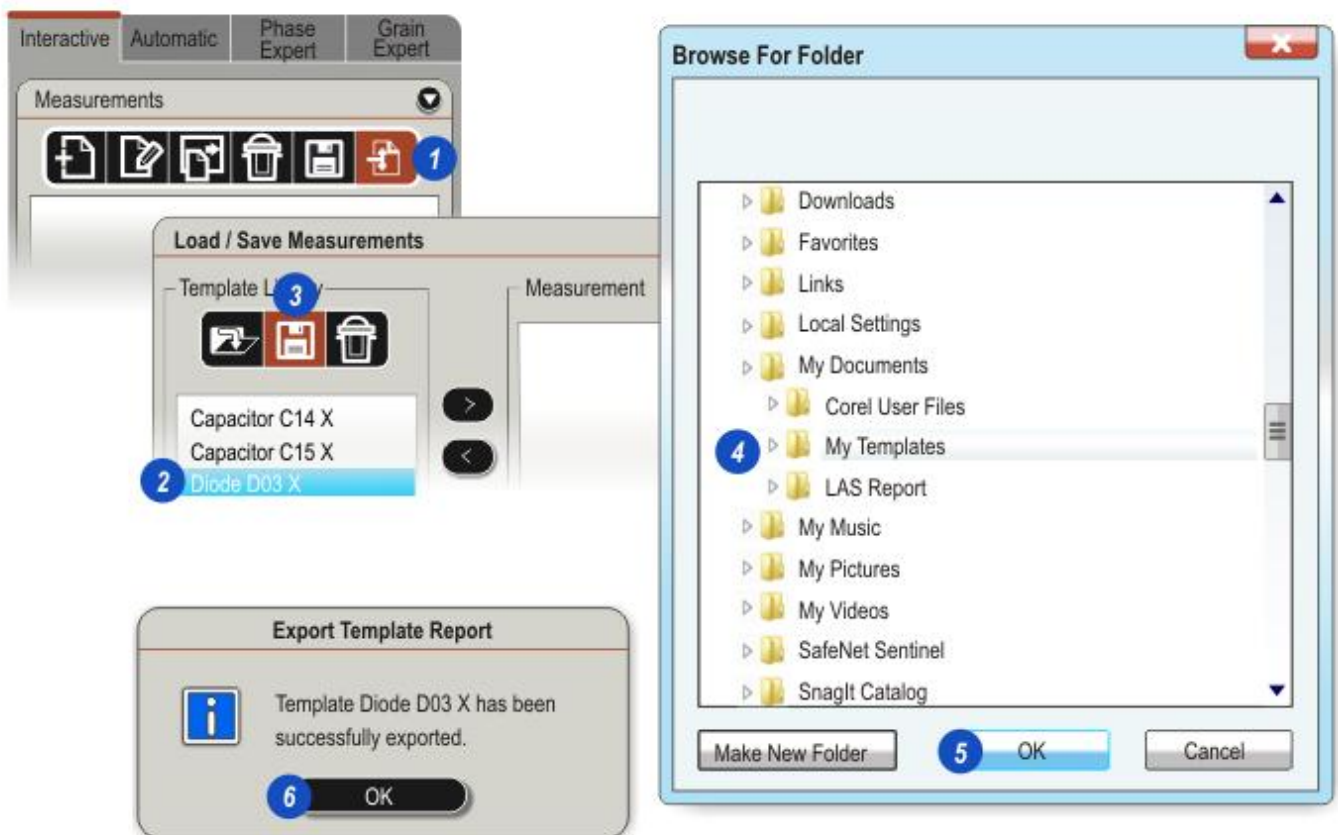 Interactive
Automatic
Phase
Expert
Grain
Expert
Measurements
1
Load / Save Measurements
Template
3
Measurement
Capacitor C14 X
Capacitor C15 X
2
Diode D03 X
>
<
Export Template Report
Template Diode D03 X has been
successfully exported.
6
OK
Browse For Folder
Downloads
Favorites
Links
Local Settings
My Documents
Corel User Files
4
My Templates
LAS Report
My Music
My Pictures
My Videos
SafeNet Sentinel
SnagIt Catalog
Make New Folder
5
OK
Cancel